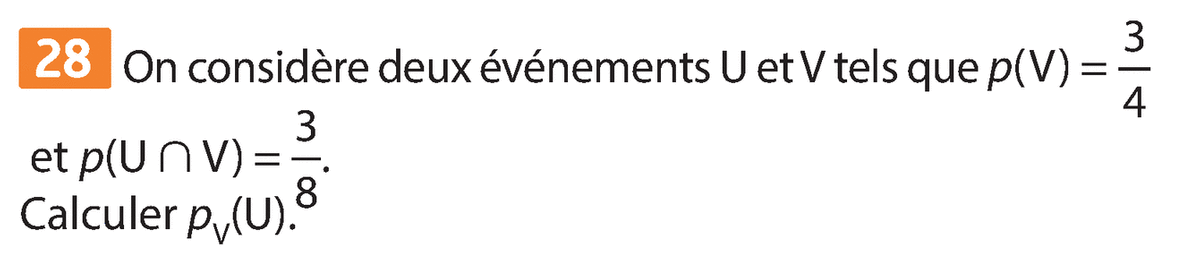 28 On considère deux événements U et V tels que p(V) = 3/4
et p(U ∩ V) = 3/8.
Calculer p_V(U).